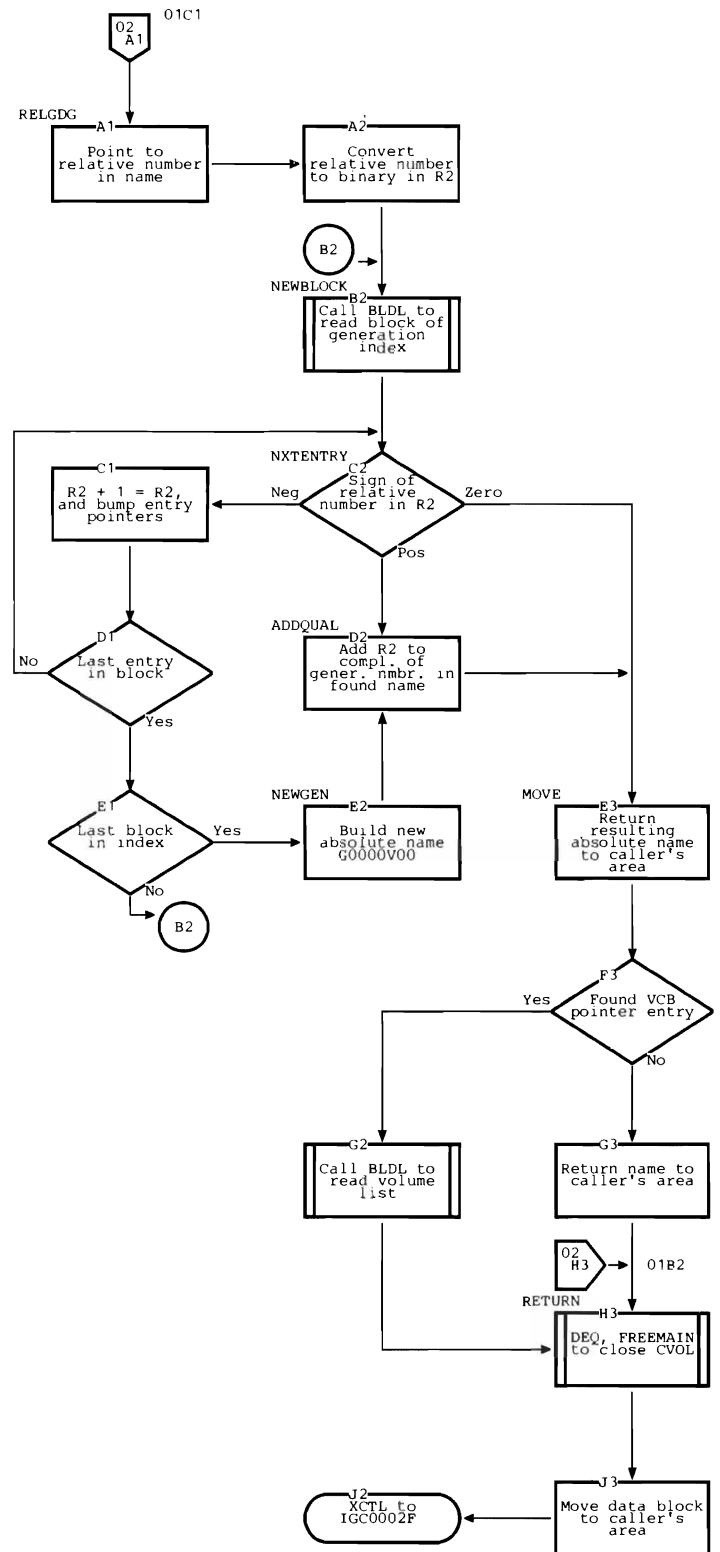 02
A1
01C1
RELGDG
A1
Point to
relative number
in name
A2
Convert
relative number
to binary in R2
B2
NEWBLOCK
B2
Call BLDL to
read block of
generation
index
NXTENTRY
C1
R2 + 1 = R2,
and bump entry
pointers
Neg
C2
Sign of
relative
number in R2
Zero
Pos
ADDQUAL
No
D1
Last entry
in block
Yes
D2
Add R2 to
compl. of
gener. nmbr. in
found name
NEWGEN
MOVE
E1
Last block
in index
Yes
No
B2
E2
Build new
absolute name
G0000V00
E3
Return
resulting
absolute name
to caller's
area
Yes
F3
Found VCB
pointer entry
No
G2
Call BLDL to
read volume
list
G3
Return name to
caller's area
02
H3
01B2
RETURN
H3
DEQ, FREEMAIN
to close CVOL
J2
XCTL to
IGC0002F
J3
Move data block
to caller's
area